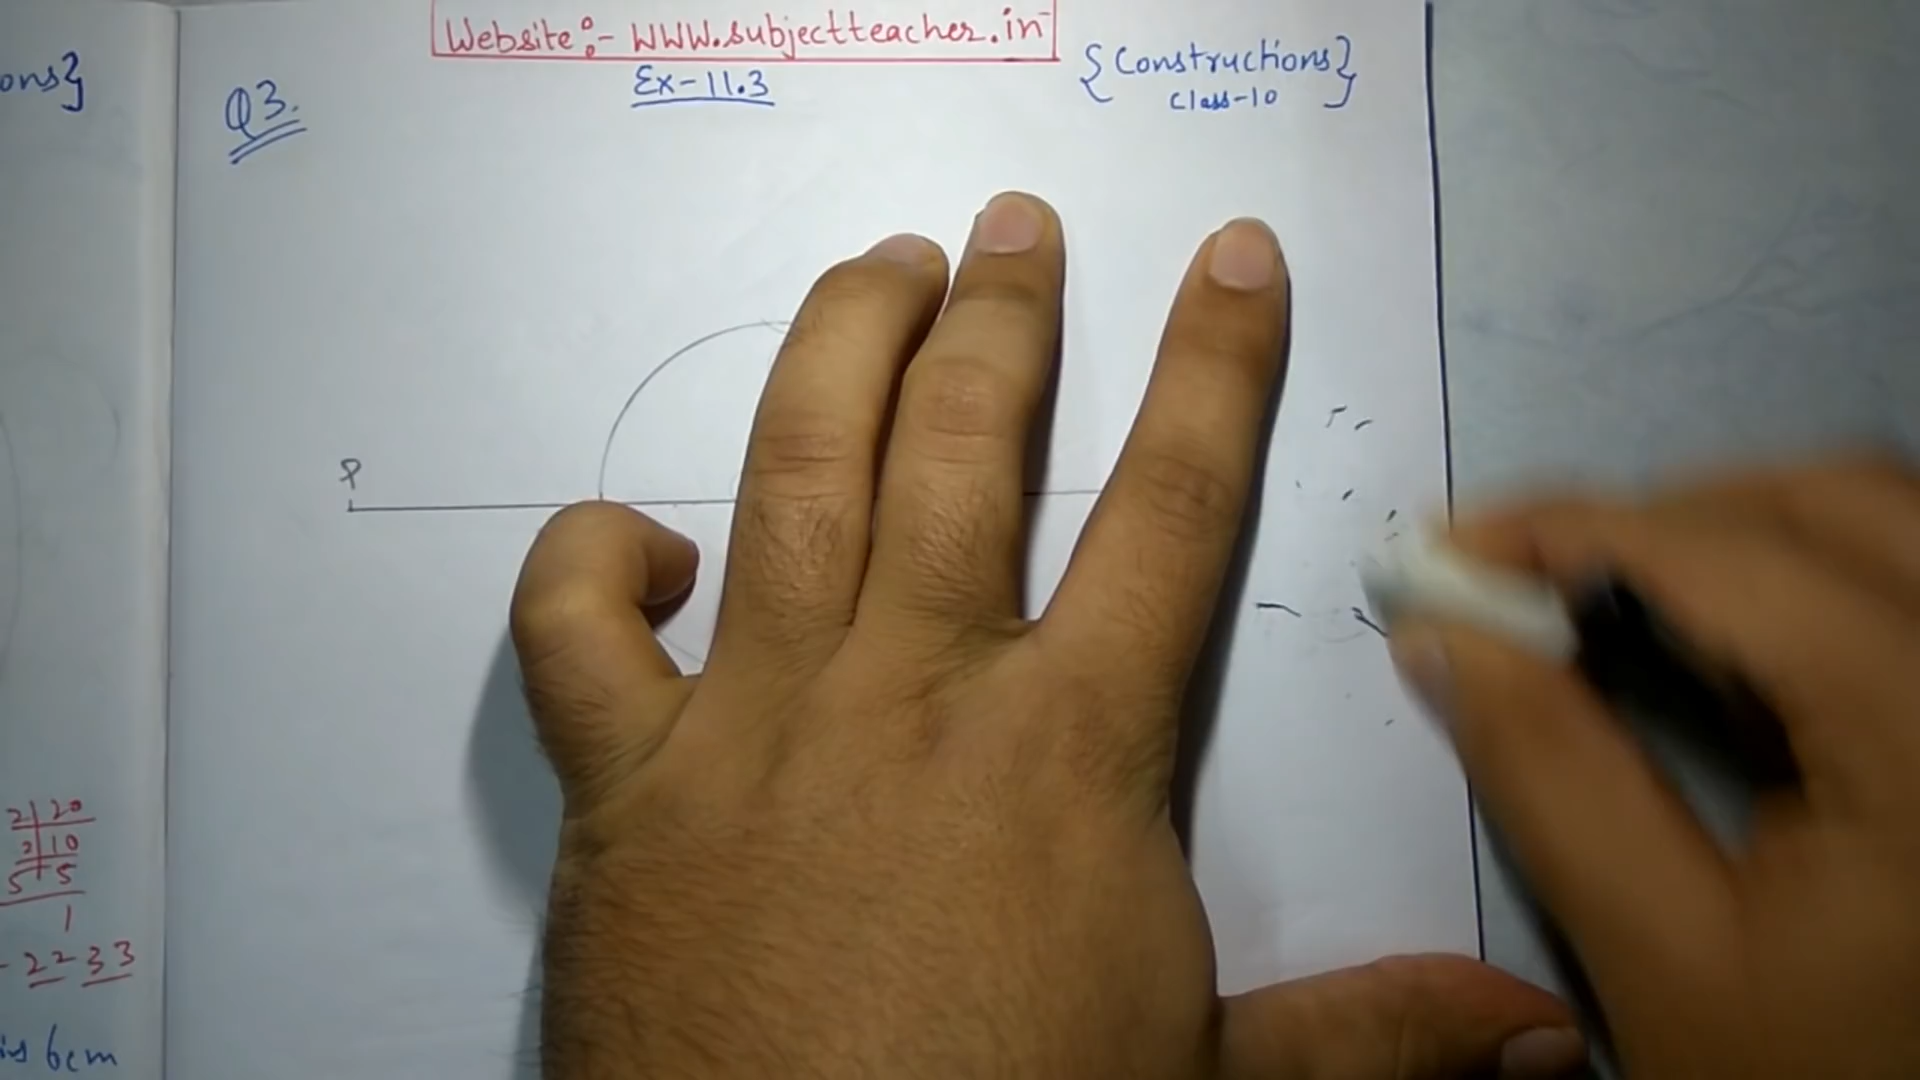 Website:- WWW.subjectteacher.in
ons}
Q3.
Ex-11.3
{Constructions}
Class-10
P
2|20
2|10
5|5
1
22 33
is 6cm